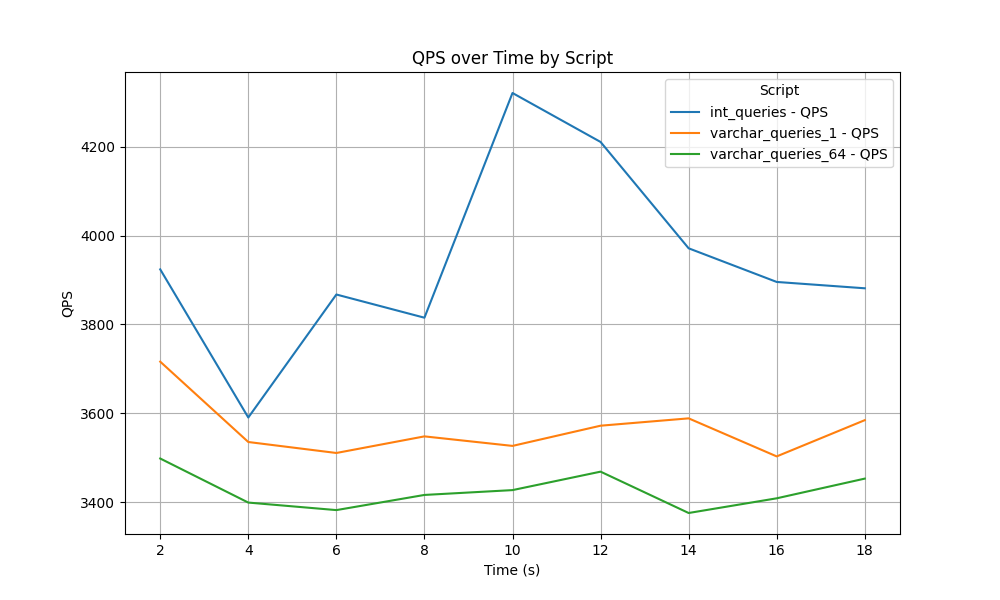 QPS over Time by Script
Script
int_queries - QPS
varchar_queries_1 - QPS
varchar_queries_64 - QPS
QPS
4200
4000
3800
3600
3400
2 4 6 8 10 12 14 16 18
Time (s)